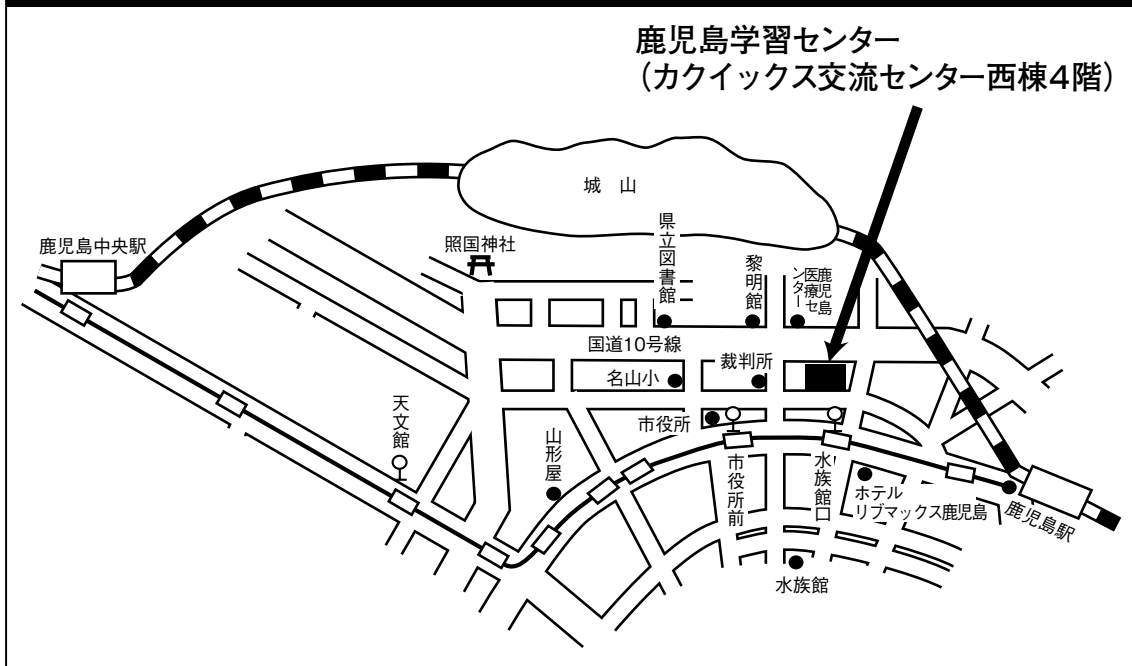 鹿児島学習センター
（カクイックス交流センター西棟4階）
城　山
鹿児島中央駅
照国神社
県立図書館
黎明館
鹿児島
医療セ
ンター
国道10号線
裁判所
名山小
天文館
市役所
山形屋
市役所前
水族館口
ホテル
リブマックス鹿児島
鹿児島駅
水族館